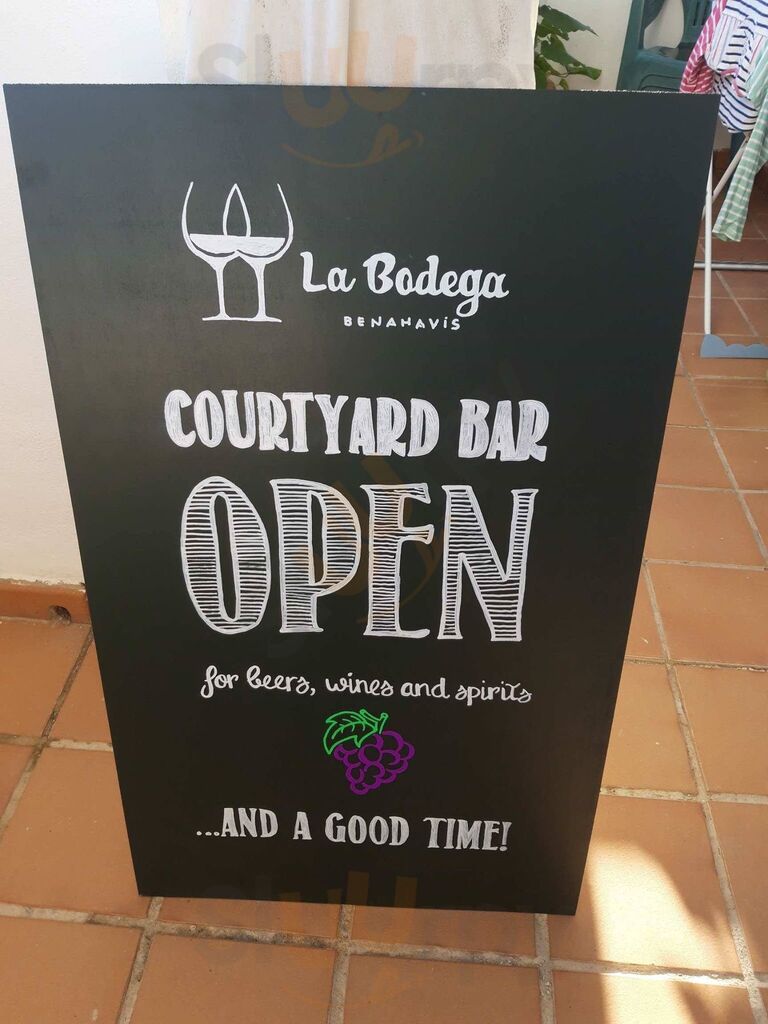 La Bodega
BENAHAVÍS
COURTYARD BAR
OPEN
for beers, wines and spirits
...AND A GOOD TIME!